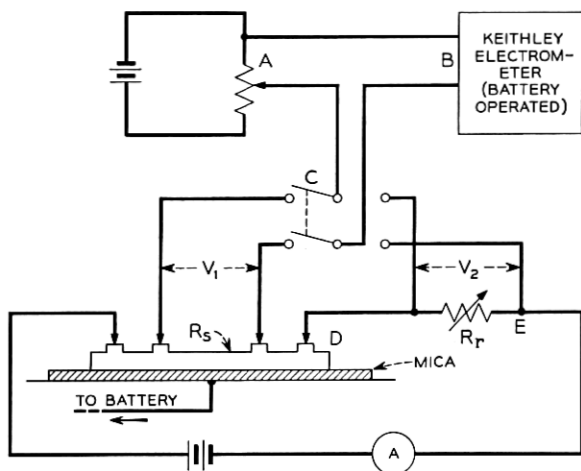 A
B
KEITHLEY
ELECTROM-
ETER
(BATTERY
OPERATED)
C
V1
V2
Rs
D
Rr
E
MICA
TO BATTERY
A